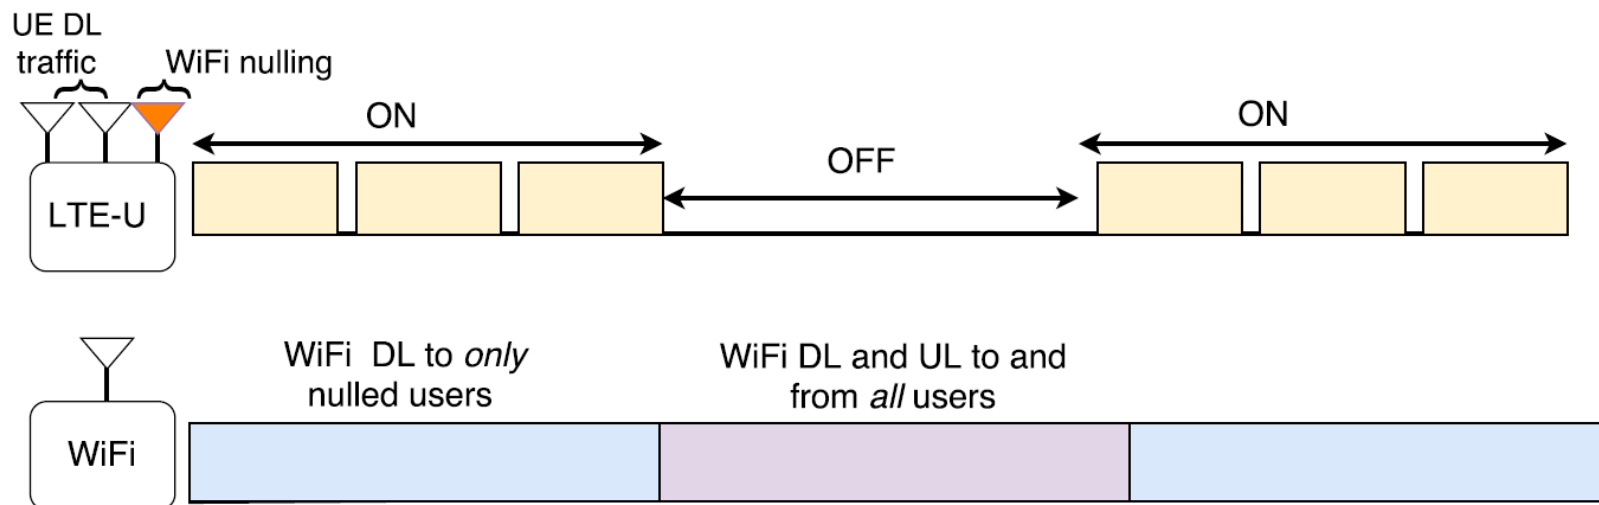 UE DL
traffic
WiFi nulling
ON
ON
OFF
LTE-U
WiFi DL to only
nulled users
WiFi DL and UL to and
from all users
WiFi